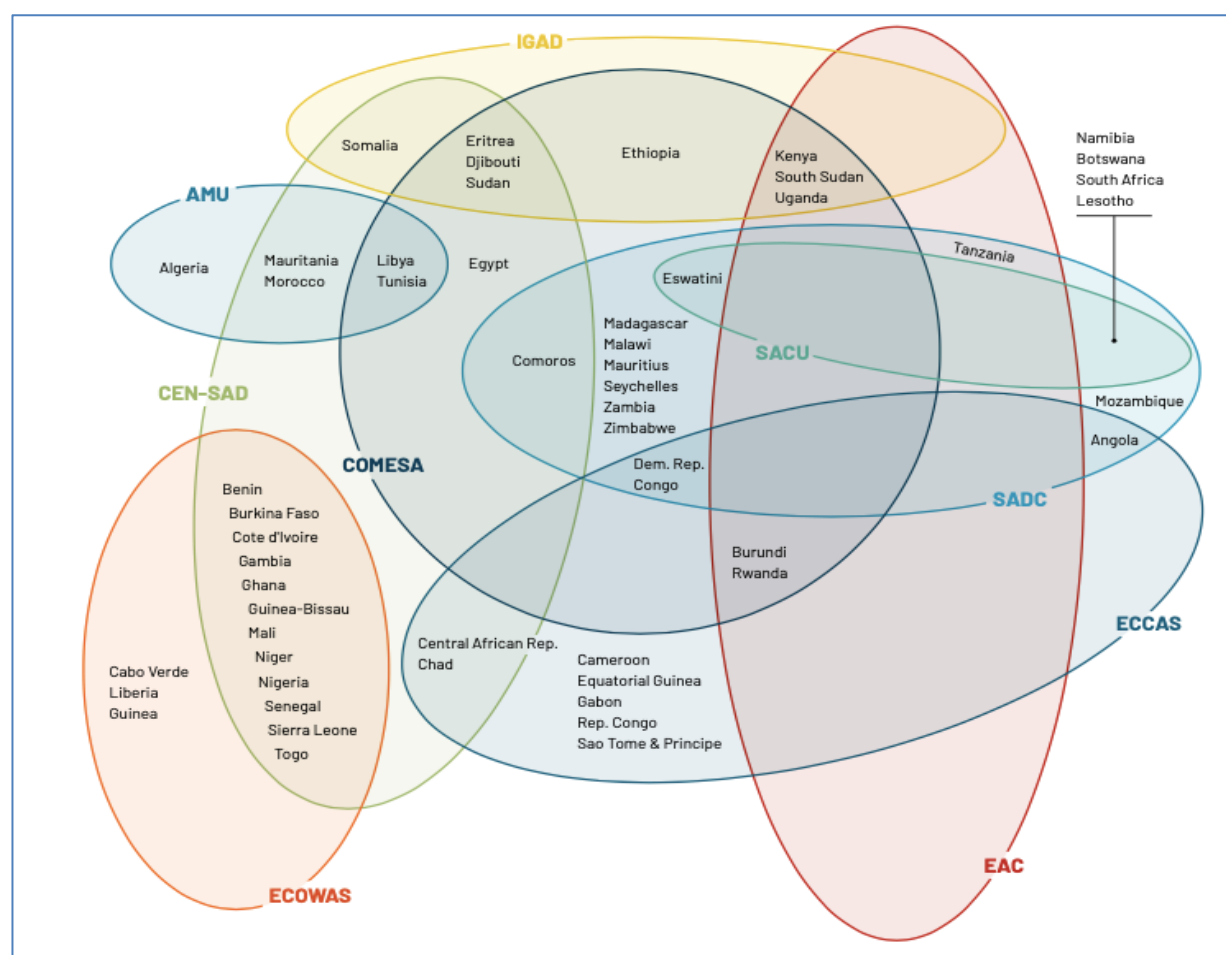 IGAD
Somalia
Eritrea
Djibouti
Sudan
Ethiopia
Kenya
South Sudan
Uganda
Namibia
Botswana
South Africa
Lesotho
AMU
Algeria
Mauritania
Morocco
Libya
Tunisia
Egypt
Eswatini
Tanzania
Madagascar
Malawi
Mauritius
Seychelles
Zambia
Zimbabwe
Comoros
SACU
CEN-SAD
Mozambique
Angola
COMESA
Dem. Rep.
Congo
SADC
Benin
Burkina Faso
Cote d'Ivoire
Gambia
Ghana
Guinea-Bissau
Mali
Niger
Nigeria
Senegal
Sierra Leone
Togo
Burundi
Rwanda
ECCAS
Central African Rep.
Chad
Cameroon
Equatorial Guinea
Gabon
Rep. Congo
Sao Tome & Principe
Cabo Verde
Liberia
Guinea
EAC
ECOWAS